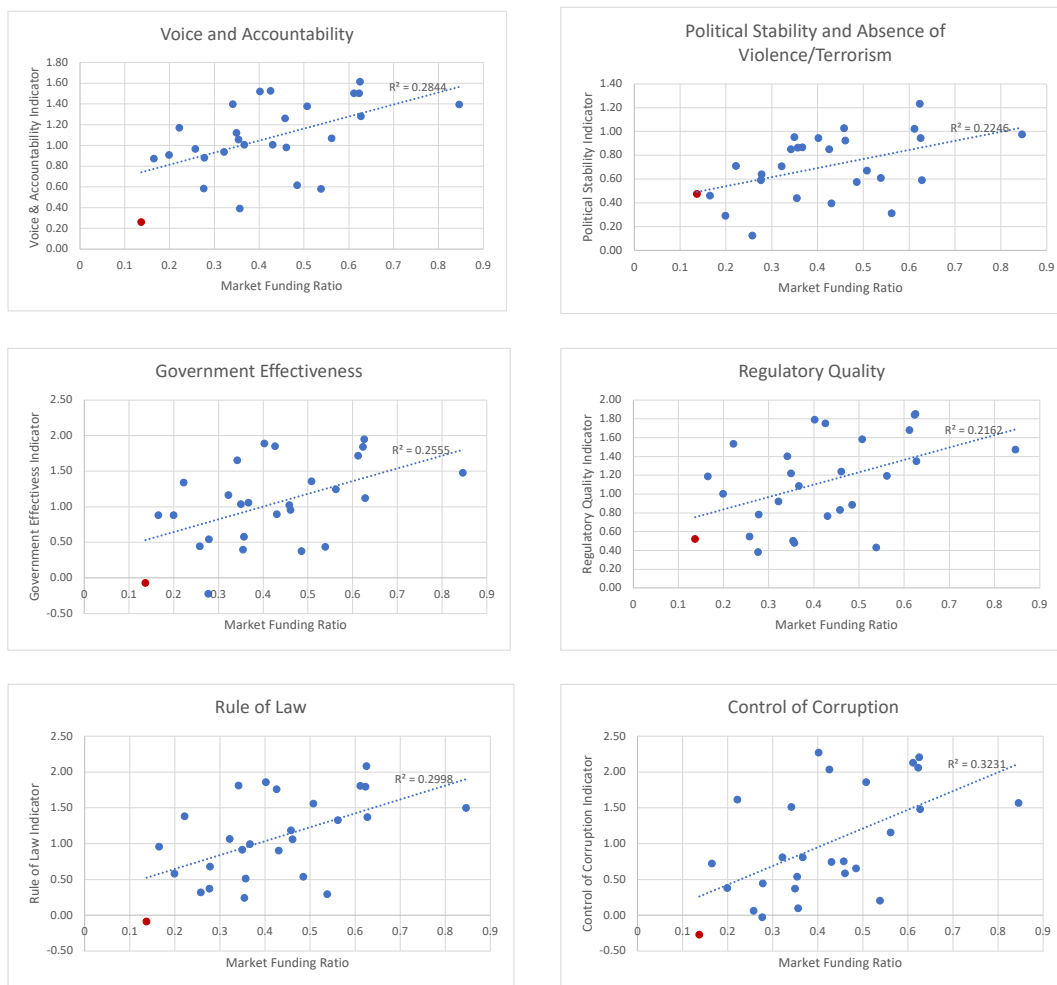 Voice and Accountability
Voice & Accountability Indicator
1.80
1.60
1.40
1.20
1.00
0.80
0.60
0.40
0.20
0.00
R² = 0.2844
0 0.1 0.2 0.3 0.4 0.5 0.6 0.7 0.8 0.9
Market Funding Ratio
Political Stability and Absence of
Violence/Terrorism
Political Stability Indicator
1.40
1.20
1.00
0.80
0.60
0.40
0.20
0.00
R² = 0.2246
0 0.1 0.2 0.3 0.4 0.5 0.6 0.7 0.8 0.9
Market Funding Ratio
Government Effectiveness
Government Effectiveness Indicator
2.50
2.00
1.50
1.00
0.50
0.00
-0.50
R² = 0.2555
0 0.1 0.2 0.3 0.4 0.5 0.6 0.7 0.8 0.9
Market Funding Ratio
Regulatory Quality
Regulatory Quality Indicator
2.00
1.80
1.60
1.40
1.20
1.00
0.80
0.60
0.40
0.20
0.00
R² = 0.2162
0 0.1 0.2 0.3 0.4 0.5 0.6 0.7 0.8 0.9
Market Funding Ratio
Rule of Law
Rule of Law Indicator
2.50
2.00
1.50
1.00
0.50
0.00
-0.50
R² = 0.2998
0 0.1 0.2 0.3 0.4 0.5 0.6 0.7 0.8 0.9
Market Funding Ratio
Control of Corruption
Control of Corruption Indicator
2.50
2.00
1.50
1.00
0.50
0.00
-0.50
R² = 0.3231
0 0.1 0.2 0.3 0.4 0.5 0.6 0.7 0.8 0.9
Market Funding Ratio